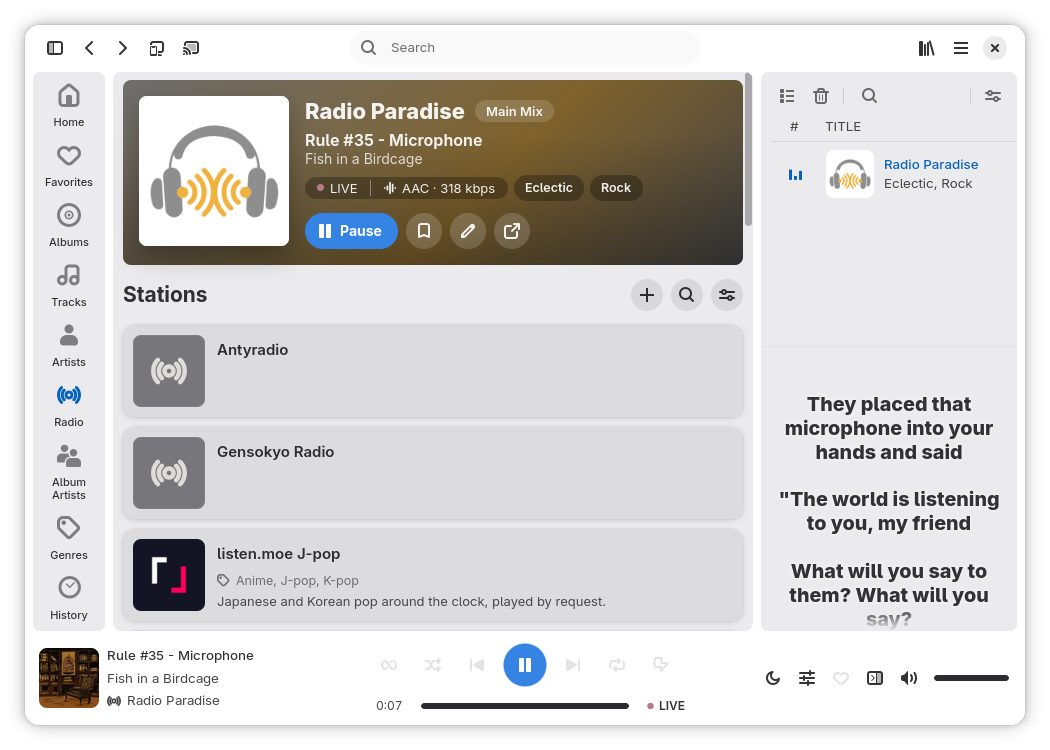 Search
Home
Favorites
Albums
Tracks
Artists
Radio
Album
Artists
Genres
History
Radio Paradise
Main Mix
Rule #35 - Microphone
Fish in a Birdcage
LIVE
AAC · 318 kbps
Eclectic
Rock
Pause
Stations
Antyradio
Gensokyo Radio
listen.moe J-pop
Anime, J-pop, K-pop
Japanese and Korean pop around the clock, played by request.
# TITLE
Radio Paradise
Eclectic, Rock
They placed that
microphone into your
hands and said
"The world is listening
to you, my friend
What will you say to
them? What will you
say?
Rule #35 - Microphone
Fish in a Birdcage
Radio Paradise
0:07
LIVE